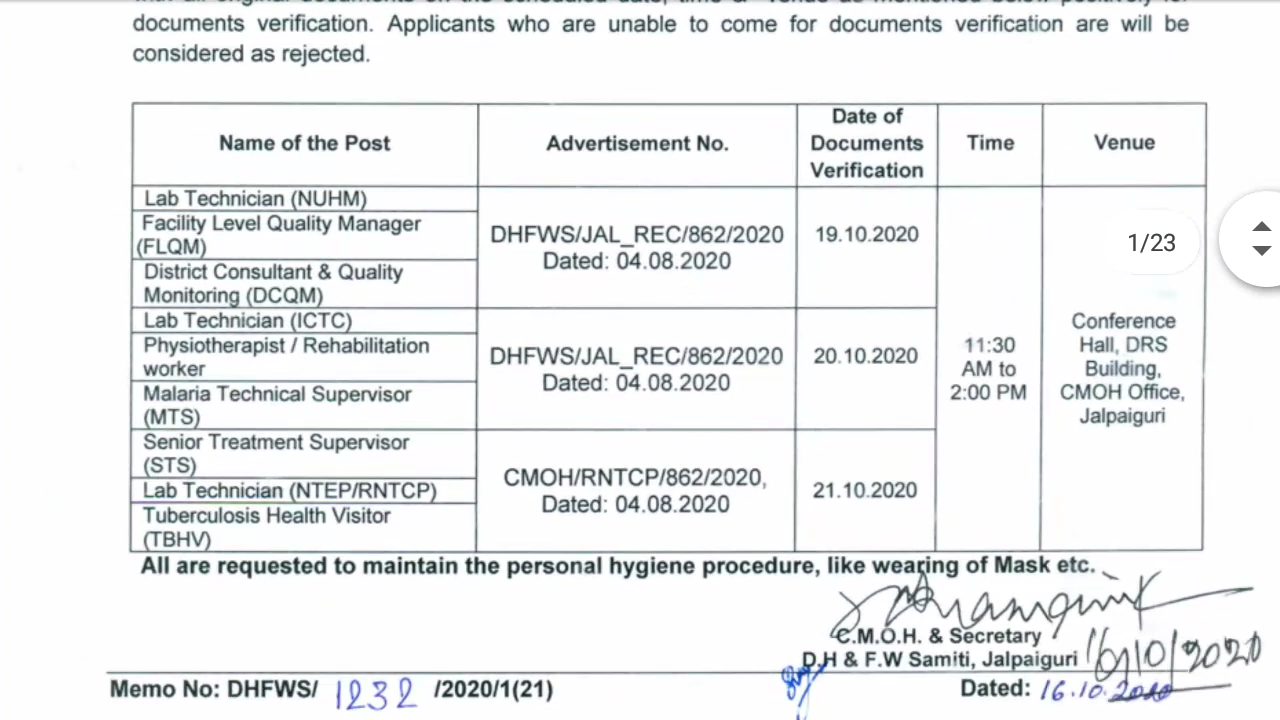 documents verification. Applicants who are unable to come for documents verification are will be
considered as rejected.
Name of the Post
Advertisement No.
Date of
Documents
Verification
Time
Venue
Lab Technician (NUHM)
Facility Level Quality Manager
(FLQM)
District Consultant & Quality
Monitoring (DCQM)
DHFWS/JAL_REC/862/2020
Dated: 04.08.2020
19.10.2020
Lab Technician (ICTC)
Physiotherapist / Rehabilitation
worker
Malaria Technical Supervisor
(MTS)
DHFWS/JAL_REC/862/2020
Dated: 04.08.2020
20.10.2020
Senior Treatment Supervisor
(STS)
Lab Technician (NTEP/RNTCP)
Tuberculosis Health Visitor
(TBHV)
CMOH/RNTCP/862/2020,
Dated: 04.08.2020
21.10.2020
11:30
AM to
2:00 PM
Conference
Hall, DRS
Building,
CMOH Office,
Jalpaiguri
1/23
All are requested to maintain the personal hygiene procedure, like wearing of Mask etc.
C.M.O.H. & Secretary
D.H & F.W Samiti, Jalpaiguri 16/10/2020
Memo No: DHFWS/ 1232 /2020/1(21)
Dated: 16.10.2020